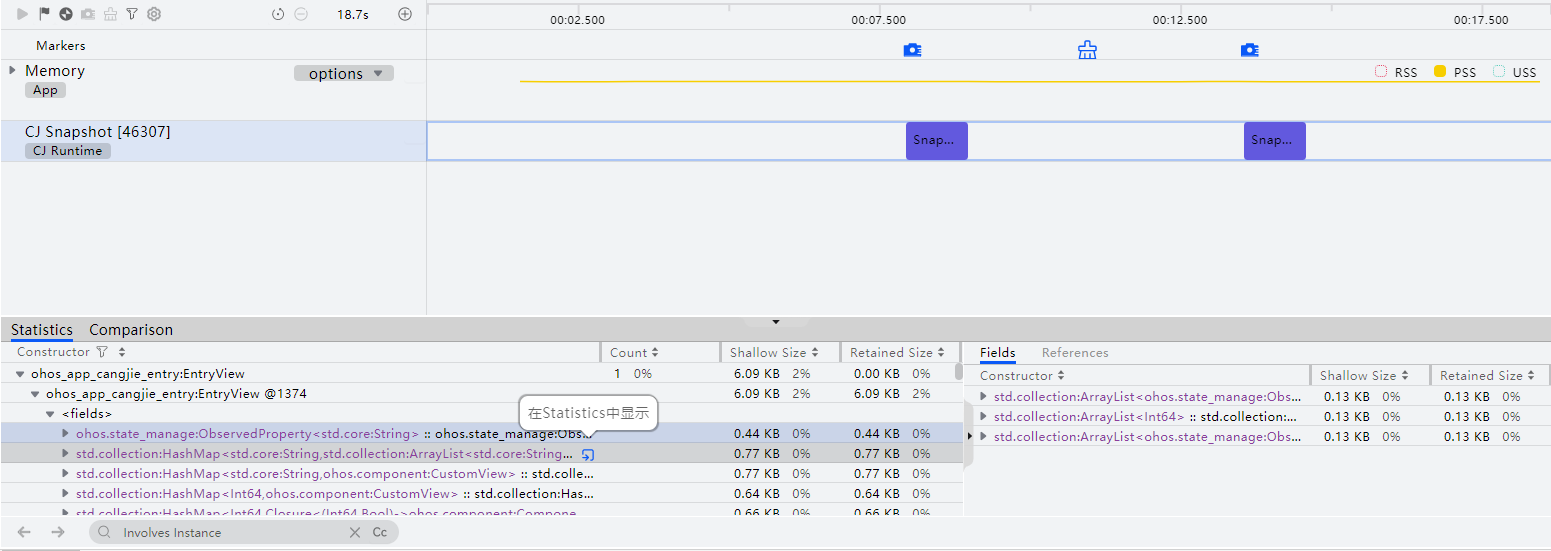 18.7s
00:02.500 00:07.500 00:12.500 00:17.500
Markers
Memory options RSS PSS USS
App
CJ Snapshot [46307]
CJ Runtime
Snap... Snap...
Statistics Comparison
Constructor Count Shallow Size Retained Size
ohos_app_cangjie_entry:EntryView 1 0% 6.09 KB 2% 0.00 KB 0%
ohos_app_cangjie_entry:EntryView @1374 6.09 KB 2% 6.09 KB 0%
<fields>
在Statistics中显示
ohos.state_manage:ObservedProperty<std.core:String> :: ohos.state_manage:Obs... 0.44 KB 0% 0.44 KB 0%
std.collection:HashMap<std.core:String,std.collection:ArrayList<std.core:String... 0.77 KB 0% 0.77 KB 0%
std.collection:HashMap<std.core:String,ohos.component:CustomView> :: std.colle... 0.77 KB 0% 0.77 KB 0%
std.collection:HashMap<Int64,ohos.component:CustomView> :: std.collection:Has... 0.64 KB 0% 0.64 KB 0%
std.collection:HashMap<Int64,Closure<(Int64,Bool)->ohos.component:Compone... 0.66 KB 0% 0.66 KB 0%
Fields References
Constructor Shallow Size Retained Size
std.collection:ArrayList<ohos.state_manage:Obs... 0.13 KB 0% 0.13 KB 0%
std.collection:ArrayList<Int64> :: std.collection:... 0.13 KB 0% 0.13 KB 0%
std.collection:ArrayList<ohos.state_manage:Obs... 0.13 KB 0% 0.13 KB 0%
Involves Instance Cc